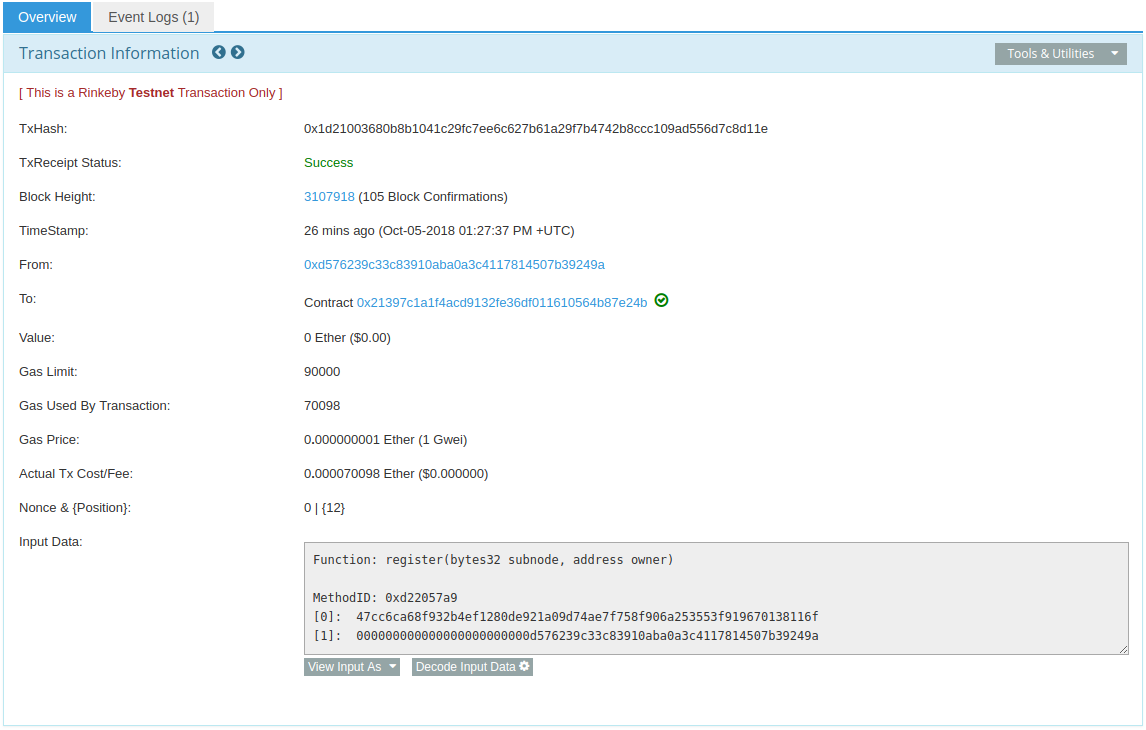 Overview Event Logs (1)
Transaction Information
Tools & Utilities
[ This is a Rinkeby Testnet Transaction Only ]
TxHash: 0x1d21003680b8b1041c29fc7ee6c627b61a29f7b4742b8ccc109ad556d7c8d11e
TxReceipt Status: Success
Block Height: 3107918 (105 Block Confirmations)
TimeStamp: 26 mins ago (Oct-05-2018 01:27:37 PM +UTC)
From: 0xd576239c33c83910aba0a3c4117814507b39249a
To: Contract 0x21397c1a1f4acd9132fe36df011610564b87e24b
Value: 0 Ether ($0.00)
Gas Limit: 90000
Gas Used By Transaction: 70098
Gas Price: 0.000000001 Ether (1 Gwei)
Actual Tx Cost/Fee: 0.000070098 Ether ($0.000000)
Nonce & {Position}: 0 | {12}
Input Data:
Function: register(bytes32 subnode, address owner)
MethodID: 0xd22057a9
[0]: 47cc6ca68f932b4ef1280de921a09d74ae7f758f906a253553f919670138116f
[1]: 000000000000000000000000d576239c33c83910aba0a3c4117814507b39249a
View Input As Decode Input Data